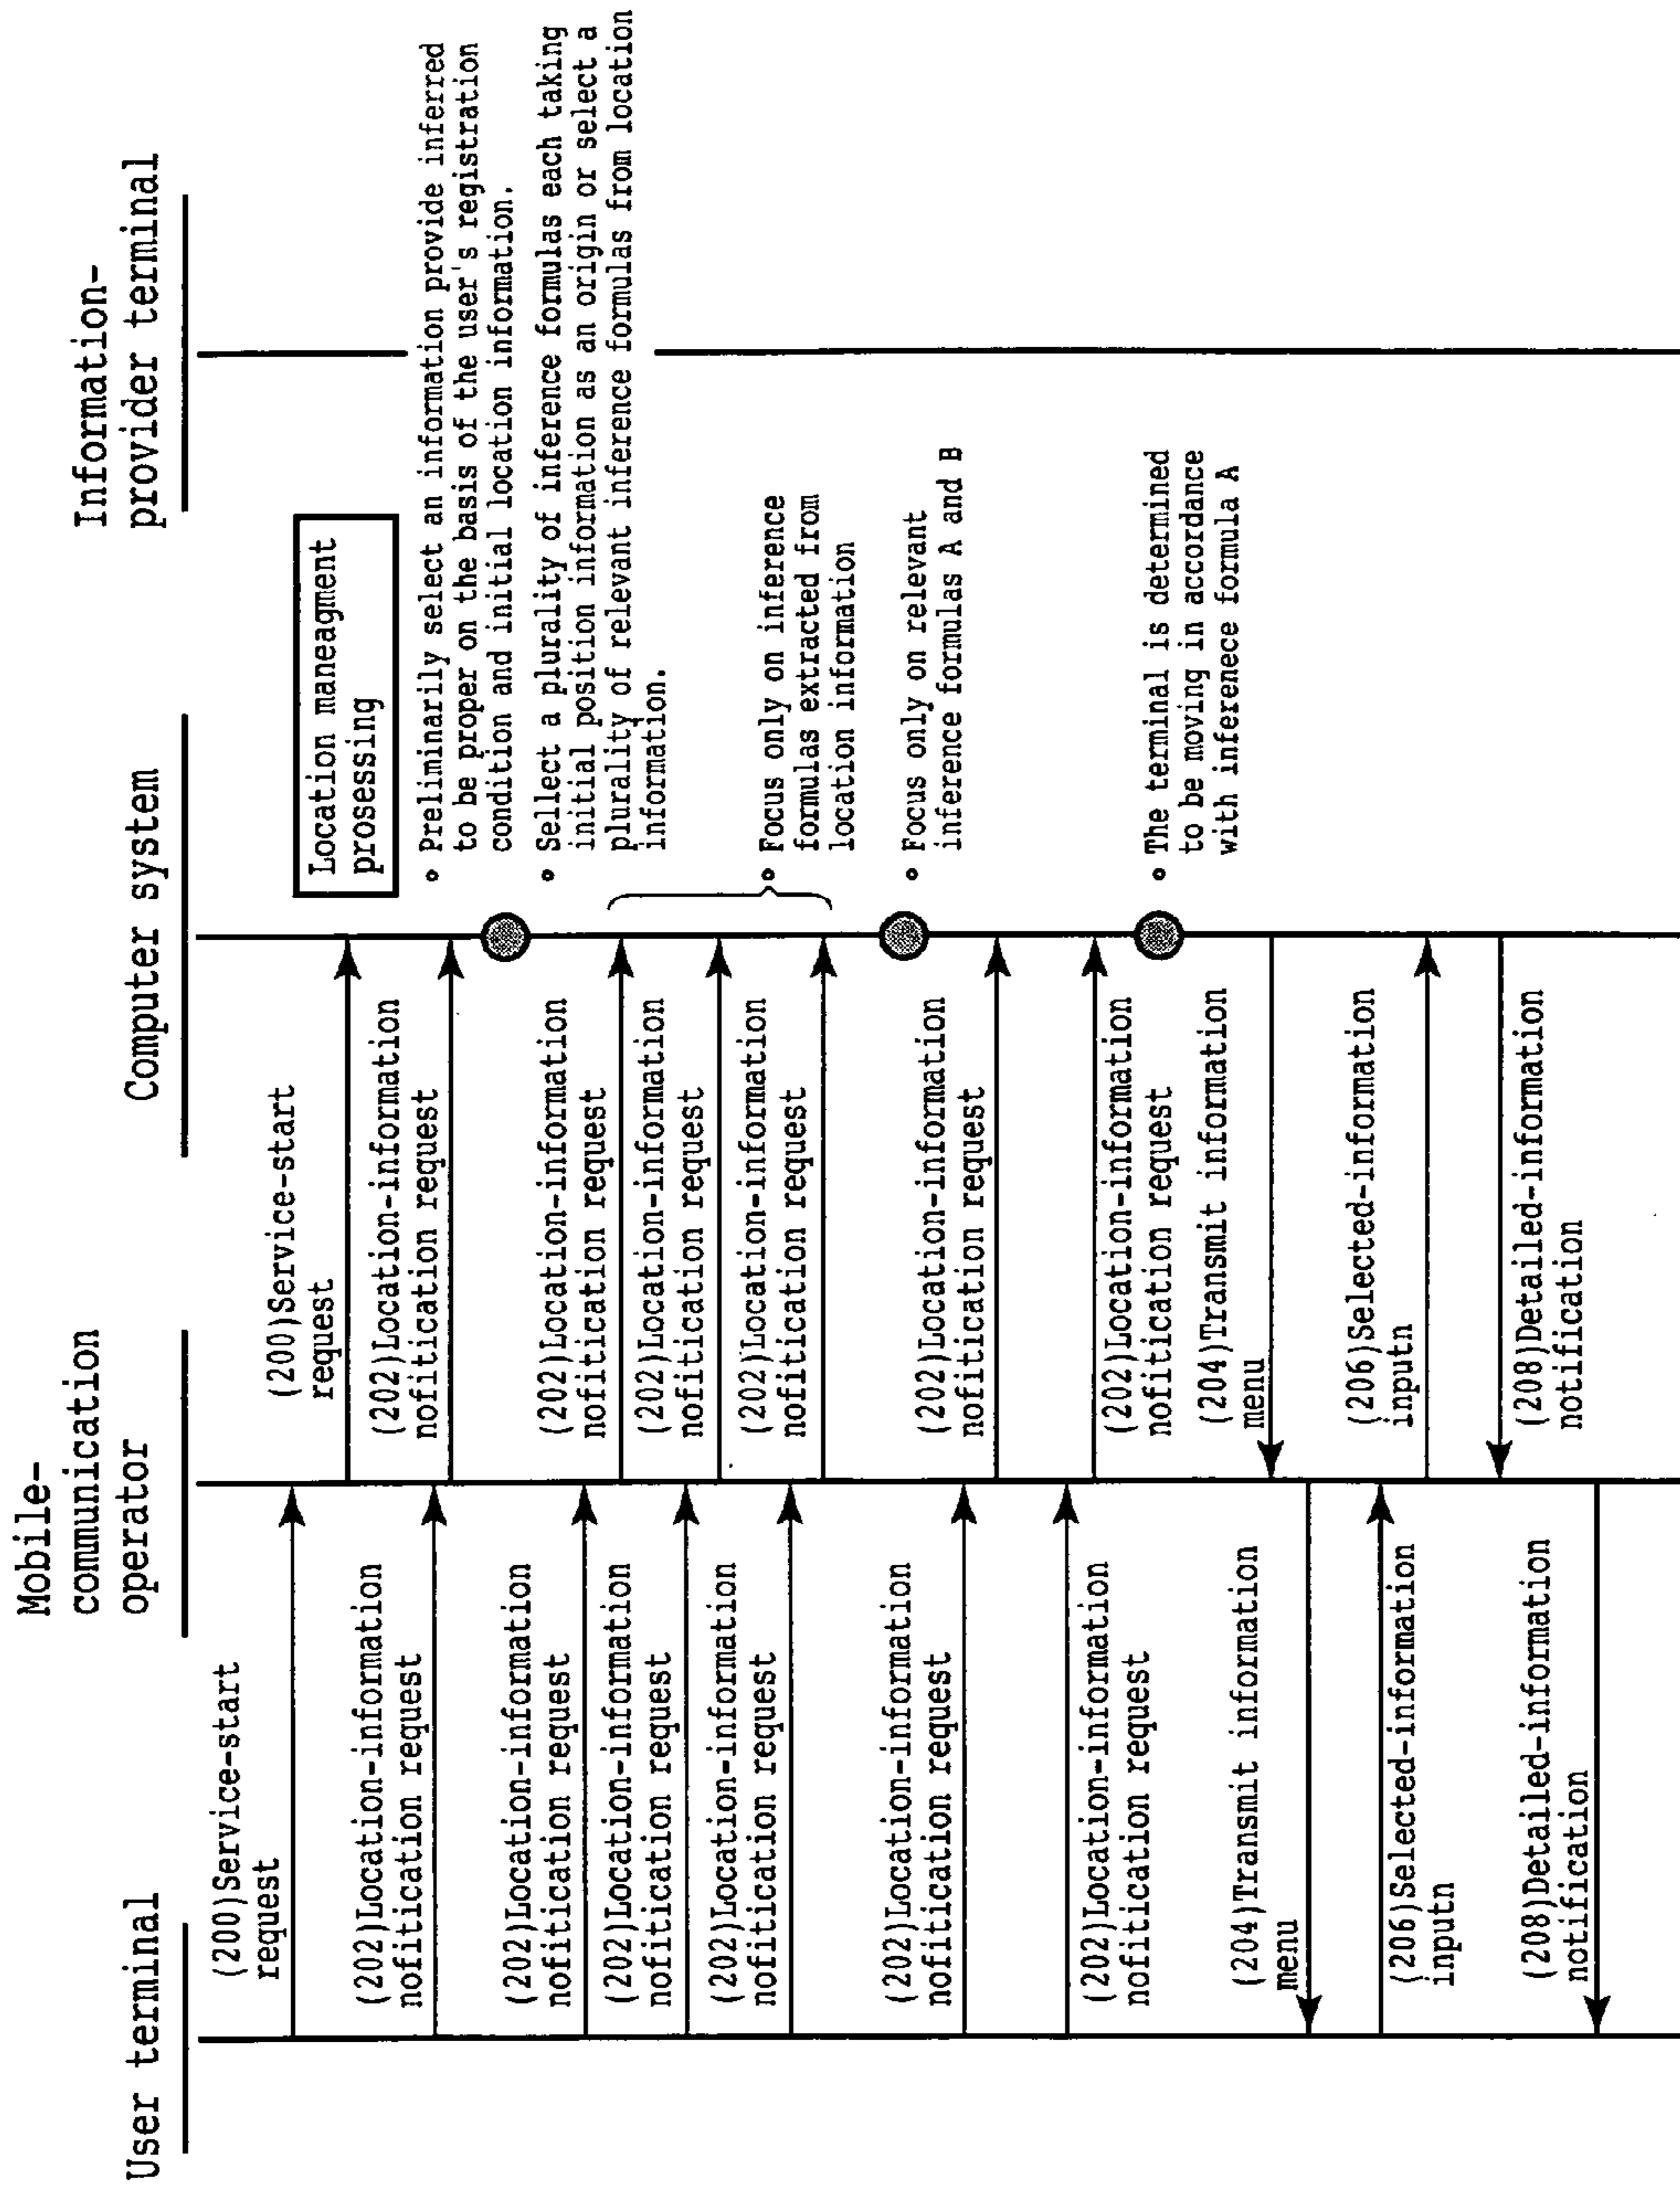 User terminal
Mobile-
communication
operator
Computer system
Information-
provider terminal
(200)Service-start
request
(202)Location-information
nofitication request
(202)Location-information
nofitication request
(202)Location-information
nofitication request
(202)Location-information
nofitication request
(202)Location-information
nofitication request
(202)Location-information
nofitication request
(204)Transmit information
menu
(206)Selected-information
inputn
(208)Detailed-information
notification
(200)Service-start
request
(202)Location-information
nofitication request
(202)Location-information
nofitication request
(202)Location-information
nofitication request
(202)Location-information
nofitication request
(202)Location-information
nofitication request
(202)Location-information
nofitication request
(204)Transmit information
menu
(206)Selected-information
inputn
(208)Detailed-information
notification
Location maneagment
prosessing
Preliminarily select an information provide inferred
to be proper on the basis of the user's registration
condition and initial location information.
Sellect a plurality of inference formulas each taking
initial position information as an origin or select a
plurality of relevant inference formulas from location
information.
Focus only on inference
formulas extracted from
location information
Focus only on relevant
inference formulas A and B
The terminal is determined
to be moving in accordance
with inferenece formula A